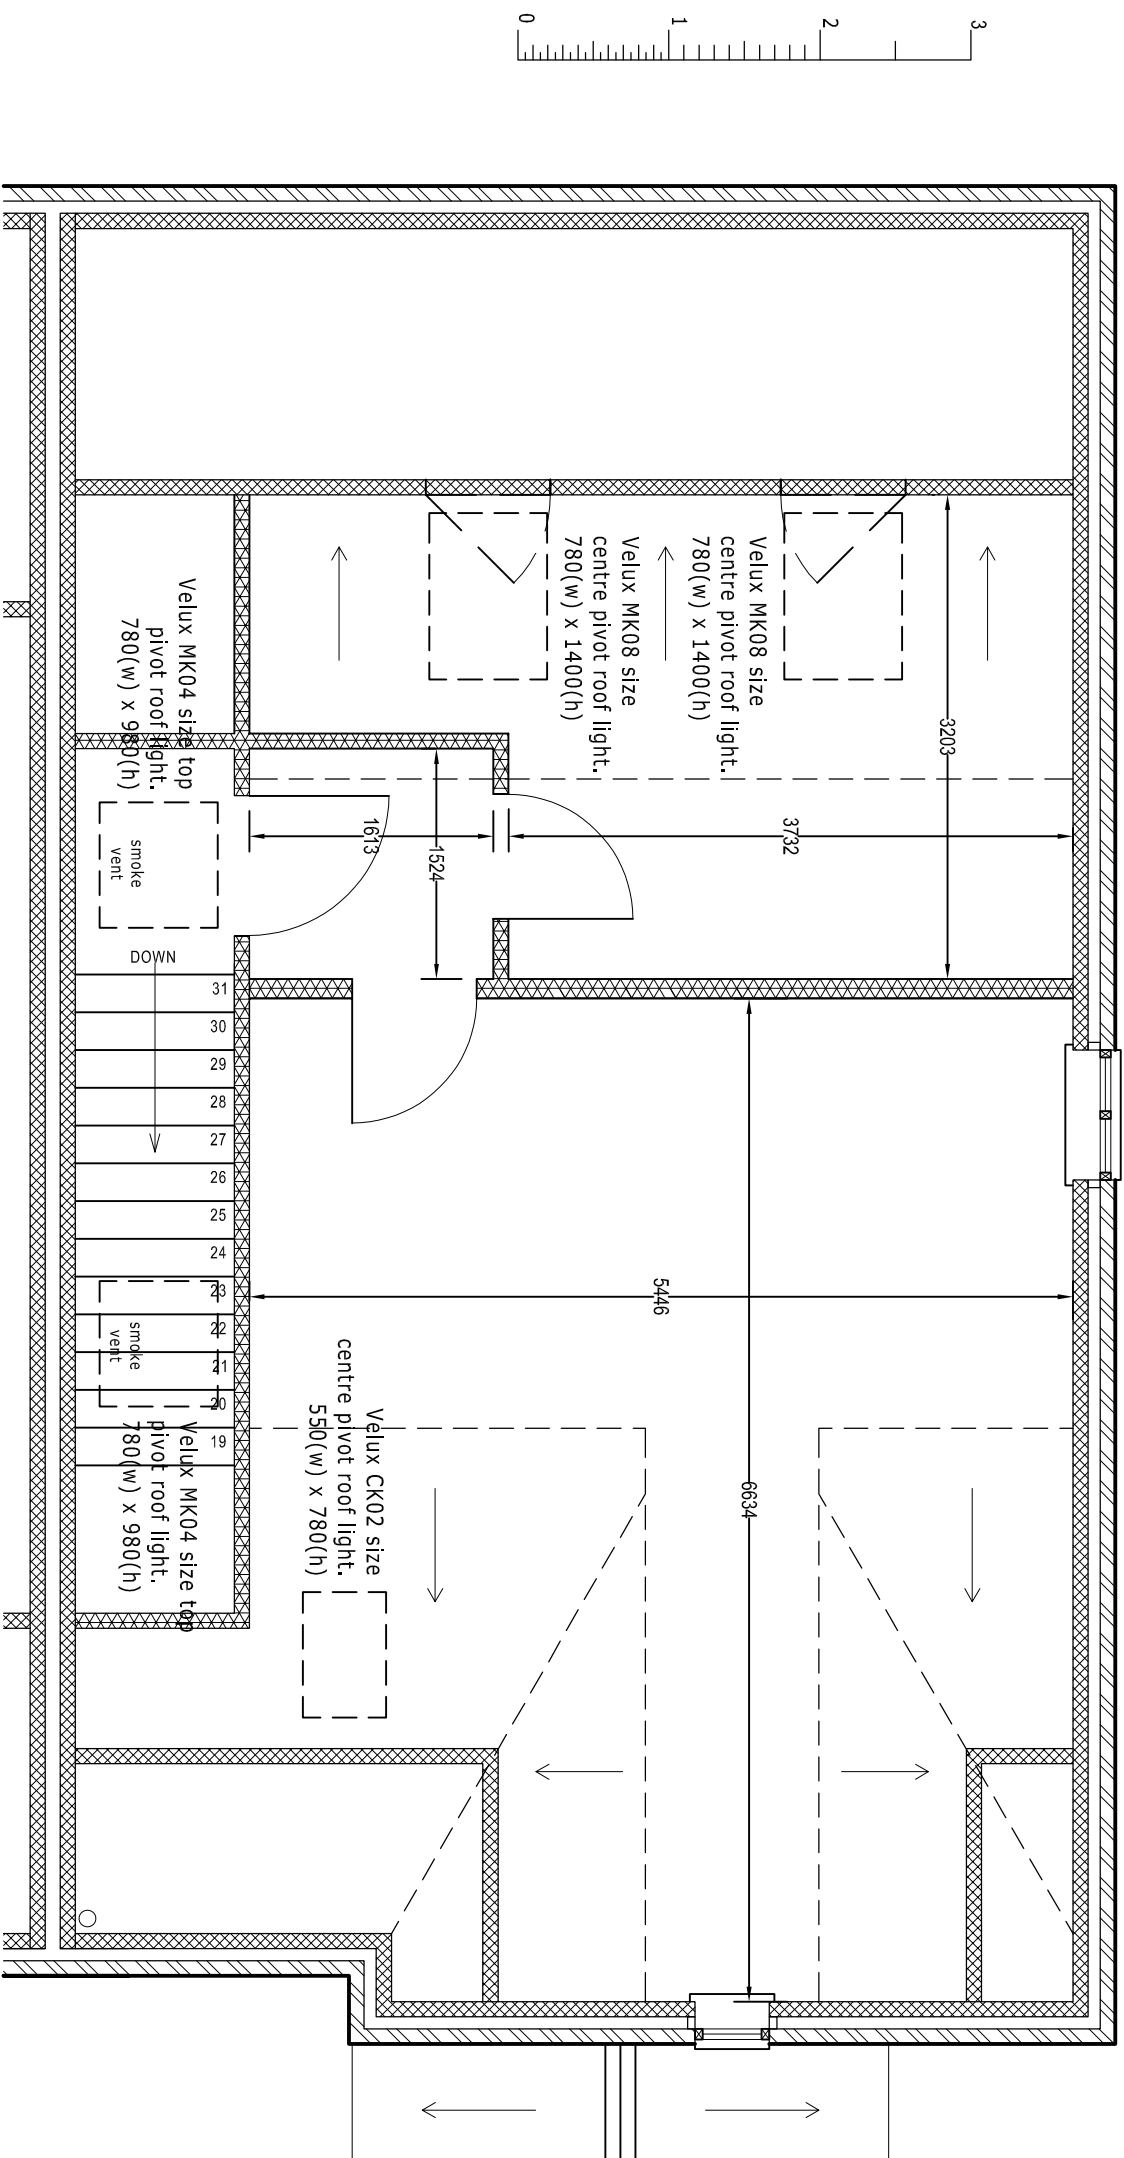 0
1
2
3
Velux MK08 size
centre pivot roof light.
780(w) x 1400(h)
Velux MK08 size
centre pivot roof light.
780(w) x 1400(h)
Velux MK04 size top
pivot roof light.
780(w) x 980(h)
3203
3732
1613
1524
smoke
vent
DOWN
31
30
29
28
27
26
25
24
23
22
21
20
19
smoke
vent
5446
6634
Velux CK02 size
centre pivot roof light.
550(w) x 780(h)
Velux MK04 size top
pivot roof light.
780(w) x 980(h)